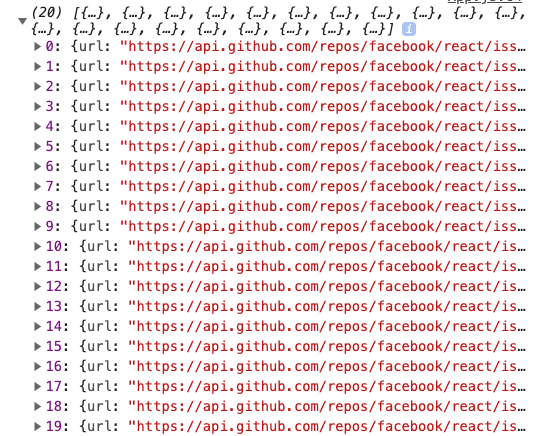 (20) [{…}, {…}, {…}, {…}, {…}, {…}, {…}, {…}, {…}, {…},
{…}, {…}, {…}, {…}, {…}, {…}, {…}, {…}, {…}, {…}] i
0: {url: "https://api.github.com/repos/facebook/react/iss…
1: {url: "https://api.github.com/repos/facebook/react/iss…
2: {url: "https://api.github.com/repos/facebook/react/iss…
3: {url: "https://api.github.com/repos/facebook/react/iss…
4: {url: "https://api.github.com/repos/facebook/react/iss…
5: {url: "https://api.github.com/repos/facebook/react/iss…
6: {url: "https://api.github.com/repos/facebook/react/iss…
7: {url: "https://api.github.com/repos/facebook/react/iss…
8: {url: "https://api.github.com/repos/facebook/react/iss…
9: {url: "https://api.github.com/repos/facebook/react/iss…
10: {url: "https://api.github.com/repos/facebook/react/is…
11: {url: "https://api.github.com/repos/facebook/react/is…
12: {url: "https://api.github.com/repos/facebook/react/is…
13: {url: "https://api.github.com/repos/facebook/react/is…
14: {url: "https://api.github.com/repos/facebook/react/is…
15: {url: "https://api.github.com/repos/facebook/react/is…
16: {url: "https://api.github.com/repos/facebook/react/is…
17: {url: "https://api.github.com/repos/facebook/react/is…
18: {url: "https://api.github.com/repos/facebook/react/is…
19: {url: "https://api.github.com/repos/facebook/react/is…